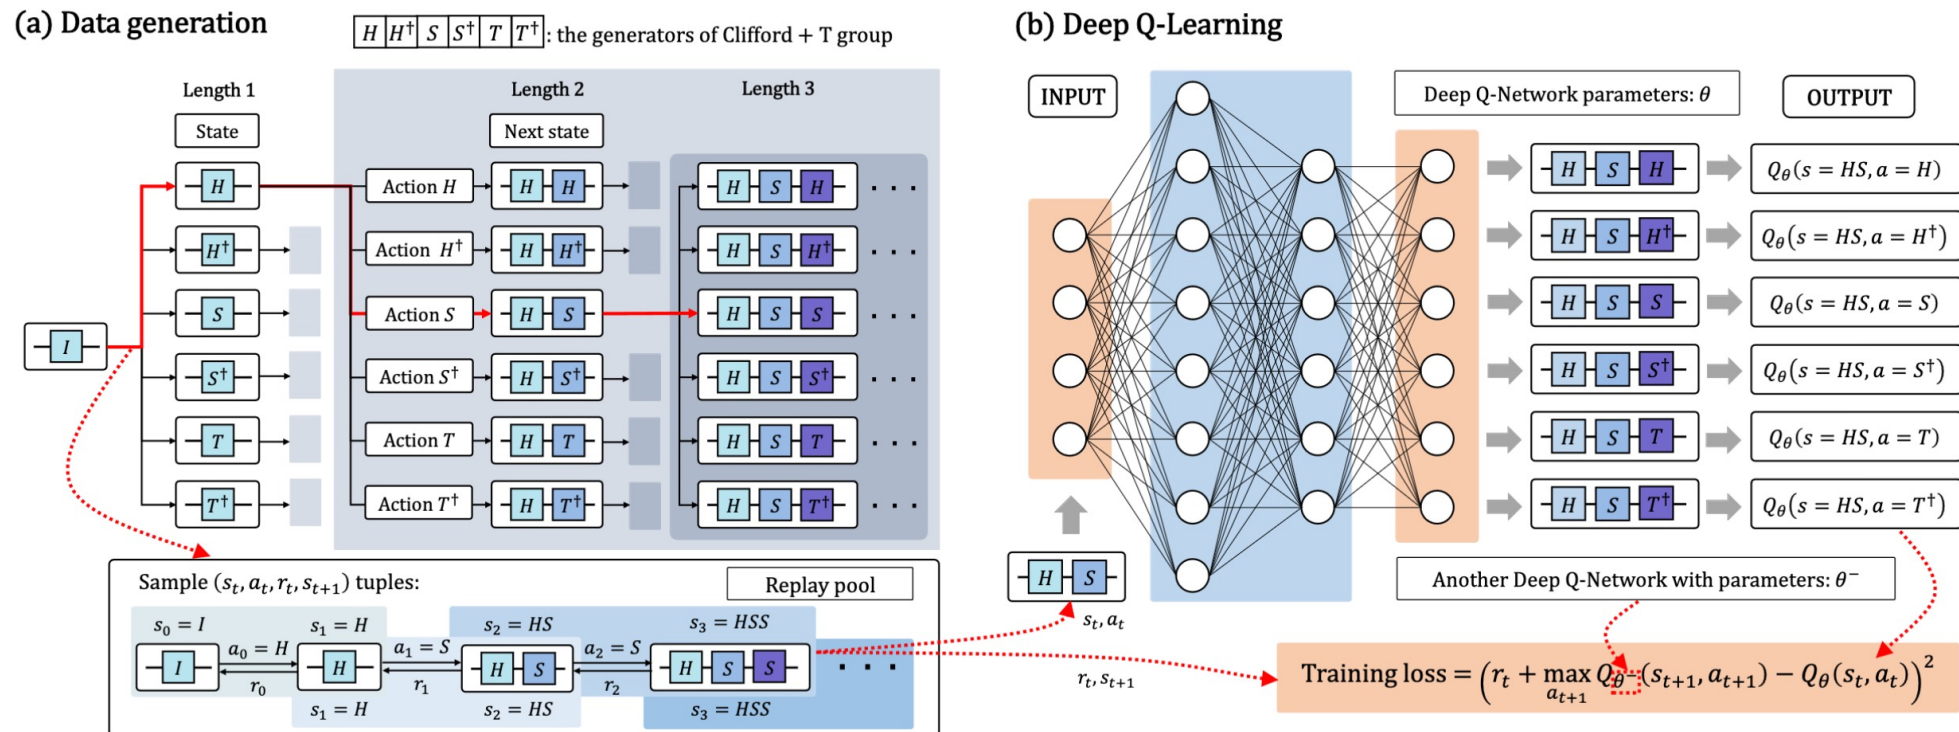 (a) Data generation
H H† S S† T T† : the generators of Clifford + T group
Length 1
Length 2
Length 3
State
Next state
I
H
H†
S
S†
T
T†
Action H
H H
H S H
. . .
Action H†
H H†
H S H†
. . .
Action S
H S
H S S
. . .
Action S†
H S†
H S S†
. . .
Action T
H T
H S T
. . .
Action T†
H T†
H S T†
. . .
Sample (s_t, a_t, r_t, s_{t+1}) tuples:
Replay pool
s_0 = I
s_1 = H
s_2 = HS
s_3 = HSS
a_0 = H
a_1 = S
a_2 = S
I
H
H S
H S S
. . .
r_0
r_1
r_2
s_1 = H
s_2 = HS
s_3 = HSS
(b) Deep Q-Learning
INPUT
Deep Q-Network parameters: θ
OUTPUT
H S H
Q_θ(s = HS, a = H)
H S H†
Q_θ(s = HS, a = H†)
H S S
Q_θ(s = HS, a = S)
H S S†
Q_θ(s = HS, a = S†)
H S T
Q_θ(s = HS, a = T)
H S T†
Q_θ(s = HS, a = T†)
H S
s_t, a_t
Another Deep Q-Network with parameters: θ⁻
r_t, s_{t+1}
Training loss = (r_t + max_{a_{t+1}} Q_{θ⁻}(s_{t+1}, a_{t+1}) − Q_θ(s_t, a_t))²